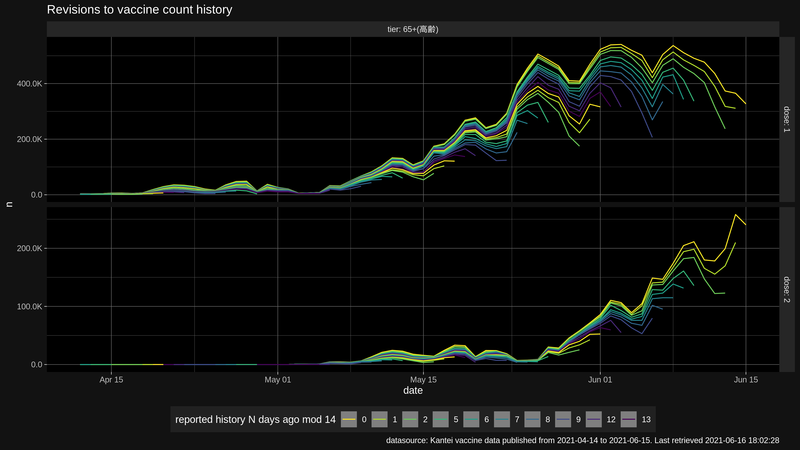 Revisions to vaccine count history
tier: 65+(高齢)
400.0K
200.0K
0.0
dose: 1
n
200.0K
100.0K
0.0
dose: 2
Apr 15
May 01
May 15
Jun 01
Jun 15
date
reported history N days ago mod 14 0 1 2 5 6 7 8 9 12 13
datasource: Kantei vaccine data published from 2021-04-14 to 2021-06-15. Last retrieved 2021-06-16 18:02:28